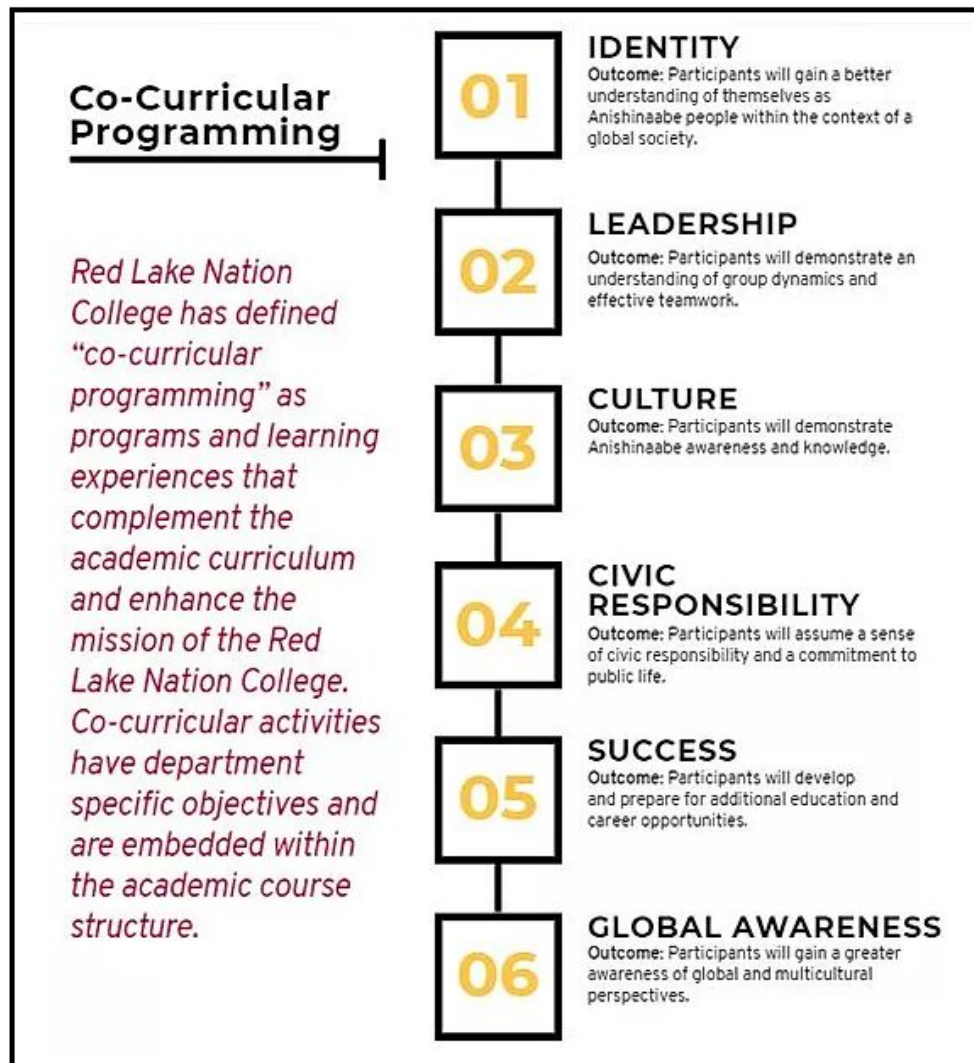 Co-Curricular
Programming
Red Lake Nation
College has defined
“co-curricular
programming” as
programs and learning
experiences that
complement the
academic curriculum
and enhance the
mission of the Red
Lake Nation College.
Co-curricular activities
have department
specific objectives and
are embedded within
the academic course
structure.
01
IDENTITY
Outcome: Participants will gain a better
understanding of themselves as
Anishinaabe people within the context of a
global society.
02
LEADERSHIP
Outcome: Participants will demonstrate an
understanding of group dynamics and
effective teamwork.
03
CULTURE
Outcome: Participants will demonstrate
Anishinaabe awareness and knowledge.
04
CIVIC
RESPONSIBILITY
Outcome: Participants will assume a sense
of civic responsibility and a commitment to
public life.
05
SUCCESS
Outcome: Participants will develop
and prepare for additional education and
career opportunities.
06
GLOBAL AWARENESS
Outcome: Participants will gain a greater
awareness of global and multicultural
perspectives.